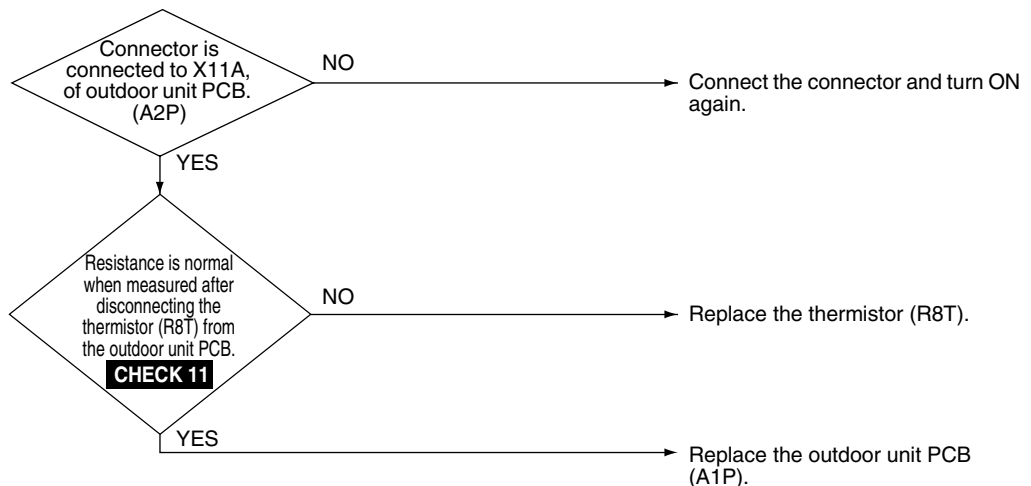 Connector is
connected to X11A,
of outdoor unit PCB.
(A2P)
NO
Connect the connector and turn ON
again.
YES
Resistance is normal
when measured after
disconnecting the
thermistor (R8T) from
the outdoor unit PCB.
CHECK 11
NO
Replace the thermistor (R8T).
YES
Replace the outdoor unit PCB
(A1P).